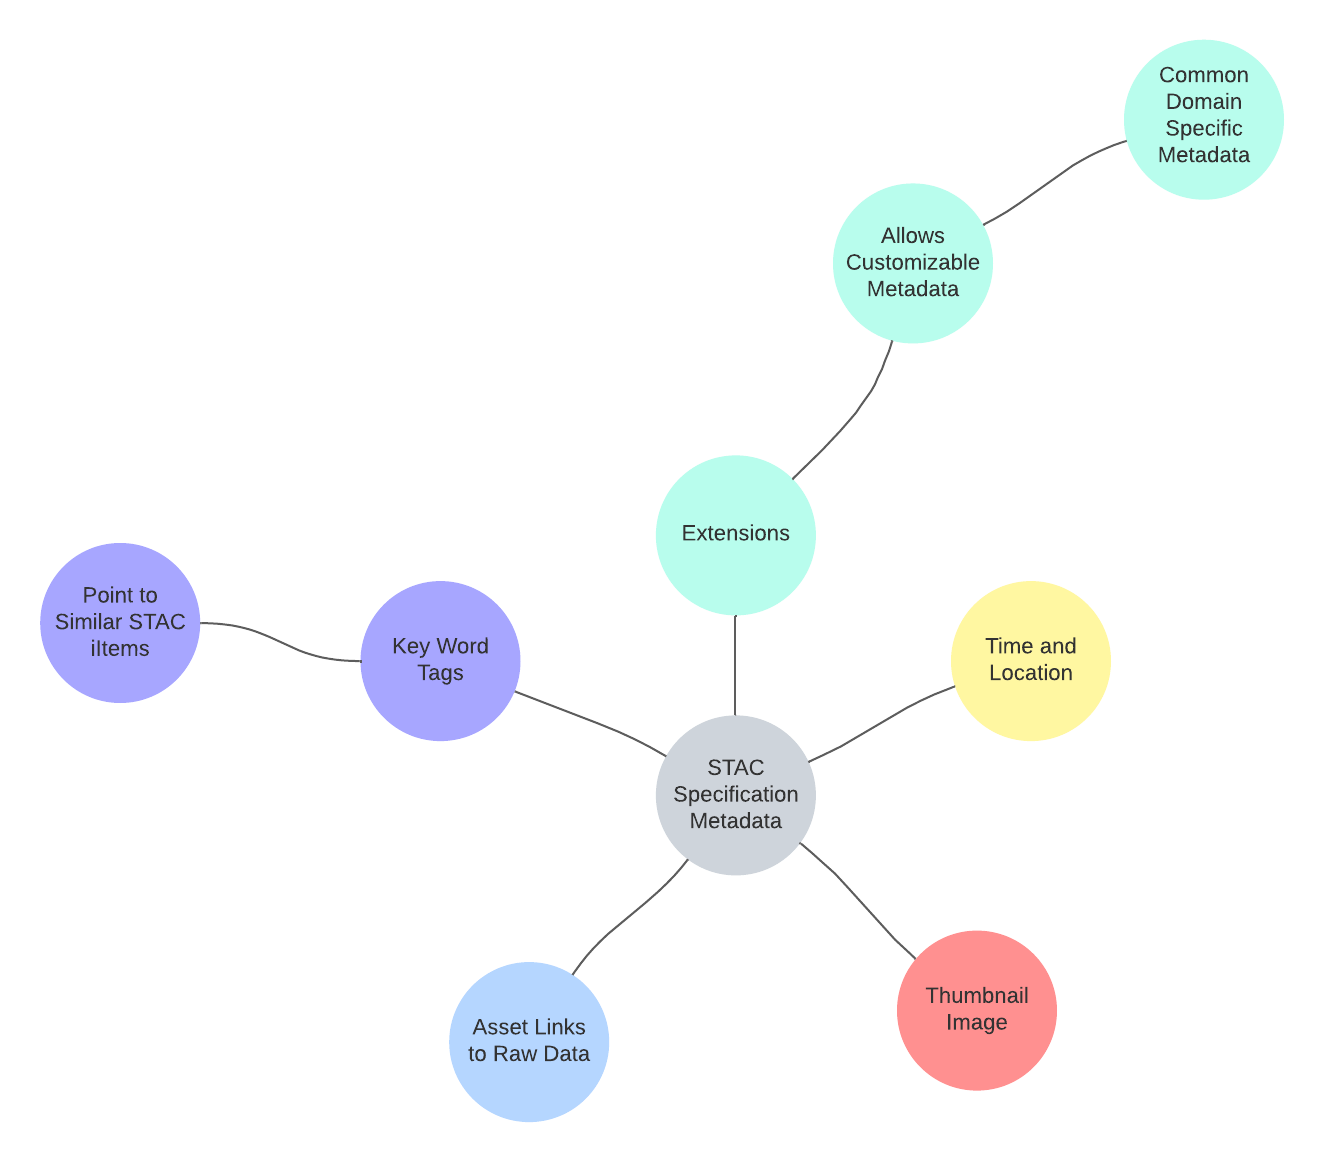 Common
Domain
Specific
Metadata
Allows
Customizable
Metadata
Extensions
Point to
Similar STAC
iItems
Key Word
Tags
Time and
Location
STAC
Specification
Metadata
Asset Links
to Raw Data
Thumbnail
Image